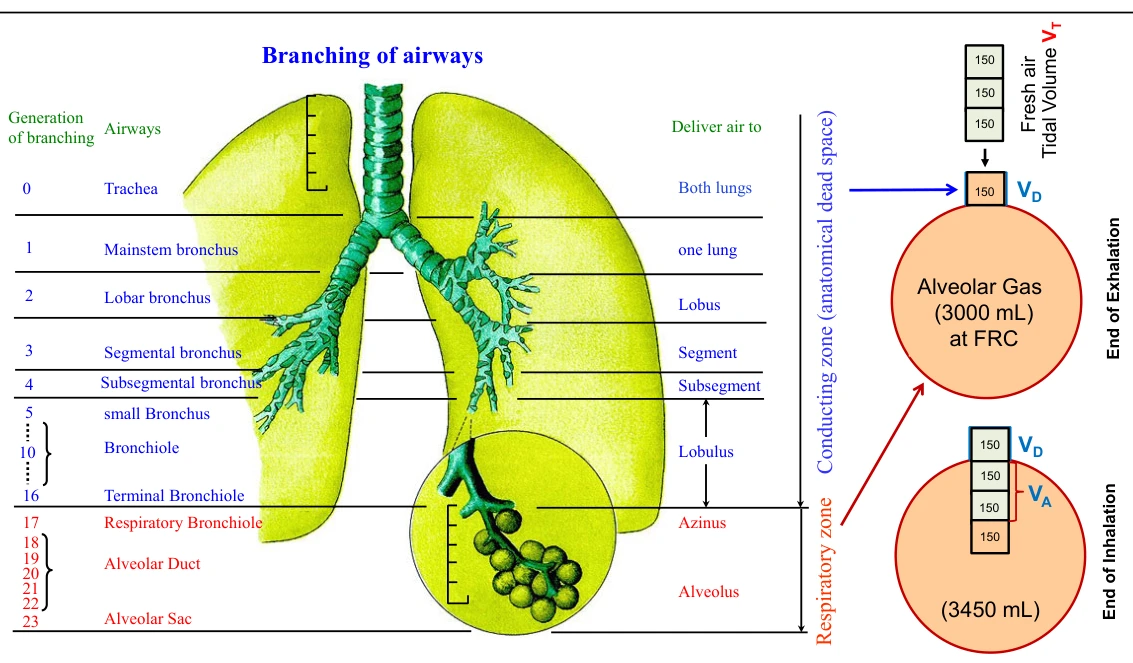 Branching of airways
Generation
of branching
Airways
Deliver air to
0 Trachea Both lungs
1 Mainstem bronchus one lung
2 Lobar bronchus Lobus
3 Segmental bronchus Segment
4 Subsegmental bronchus Subsegment
5 small Bronchus
10 Bronchiole Lobulus
16 Terminal Bronchiole
17 Respiratory Bronchiole Azinus
18
19 Alveolar Duct
20
21
22 Alveolus
23 Alveolar Sac
Conducting zone (anatomical dead space)
Respiratory zone
150
150
150
Fresh air
Tidal Volume VT
150 VD
Alveolar Gas
(3000 mL)
at FRC
End of Exhalation
150 VD
150
150 VA
150
(3450 mL)
End of Inhalation